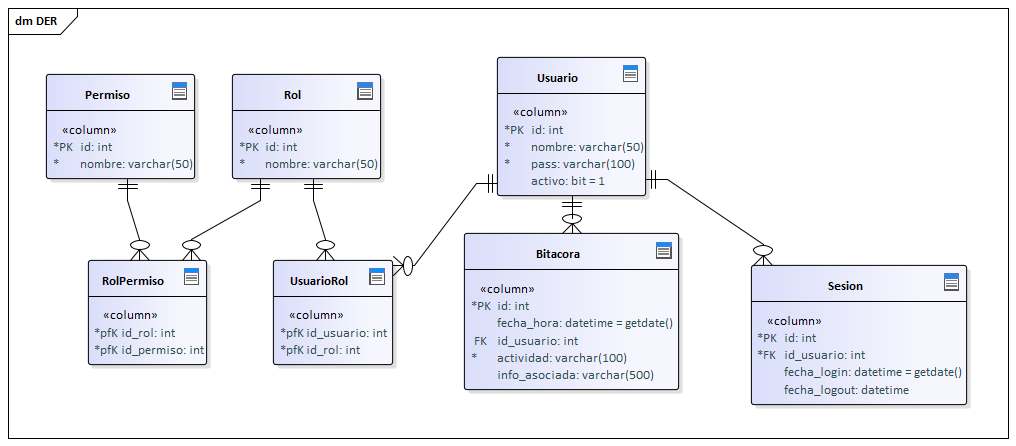 dm DER
Permiso
«column»
*PK id: int
* nombre: varchar(50)
Rol
«column»
*PK id: int
* nombre: varchar(50)
Usuario
«column»
*PK id: int
* nombre: varchar(50)
* pass: varchar(100)
activo: bit = 1
RolPermiso
«column»
*pfK id_rol: int
*pfK id_permiso: int
UsuarioRol
«column»
*pfK id_usuario: int
*pfK id_rol: int
Bitacora
«column»
*PK id: int
fecha_hora: datetime = getdate()
FK id_usuario: int
* actividad: varchar(100)
info_asociada: varchar(500)
Sesion
«column»
*PK id: int
*FK id_usuario: int
fecha_login: datetime = getdate()
fecha_logout: datetime